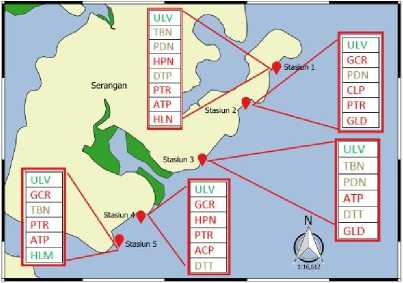 ULV
TBN
PDN
HPN
DTP
PTR
ATP
HLN
Serangan
Stasiun 1
ULV
GCR
PDN
CLP
PTR
GLD
Stasiun 2
Stasiun 3
ULV
TBN
PDN
ATP
DTT
GLD
ULV
GCR
TBN
PTR
ATP
HLM
Stasiun 4
Stasiun 5
ULV
GCR
HPN
PTR
ACP
DTT
N